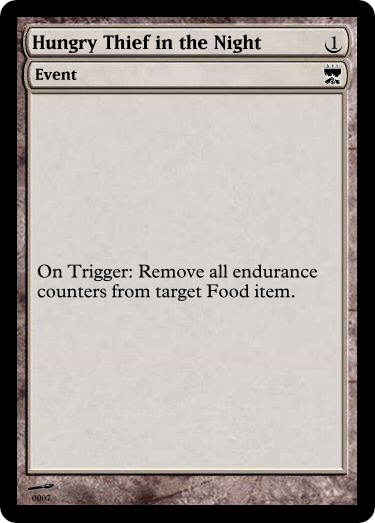 Hungry Thief in the Night 1
Event
On Trigger: Remove all endurance
counters from target Food item.
0007